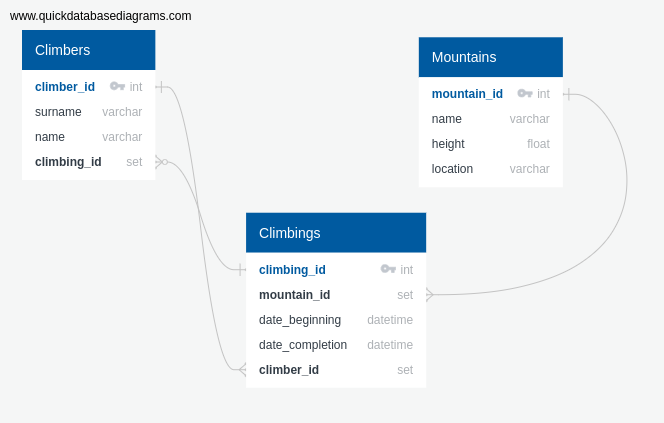 www.quickdatabasediagrams.com
Climbers
climber_id int
surname varchar
name varchar
climbing_id set
Mountains
mountain_id int
name varchar
height float
location varchar
Climbings
climbing_id int
mountain_id set
date_beginning datetime
date_completion datetime
climber_id set